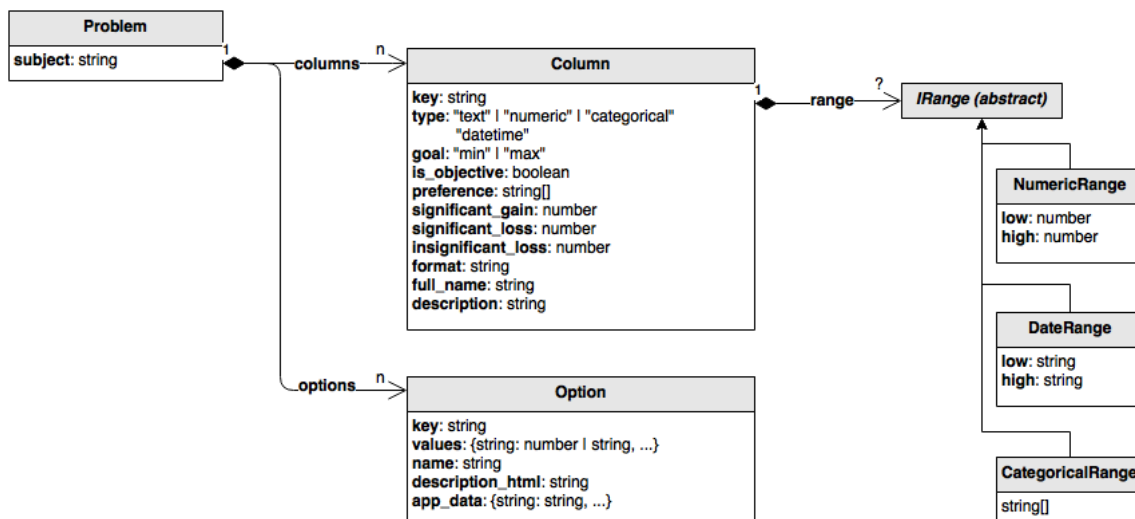 Problem
subject: string
1
columns
n
Column
key: string
type: "text" | "numeric" | "categorical"
"datetime"
goal: "min" | "max"
is_objective: boolean
preference: string[]
significant_gain: number
significant_loss: number
insignificant_loss: number
format: string
full_name: string
description: string
1
range
?
IRange (abstract)
NumericRange
low: number
high: number
DateRange
low: string
high: string
CategoricalRange
string[]
options
n
Option
key: string
values: {string: number | string, ...}
name: string
description_html: string
app_data: {string: string, ...}